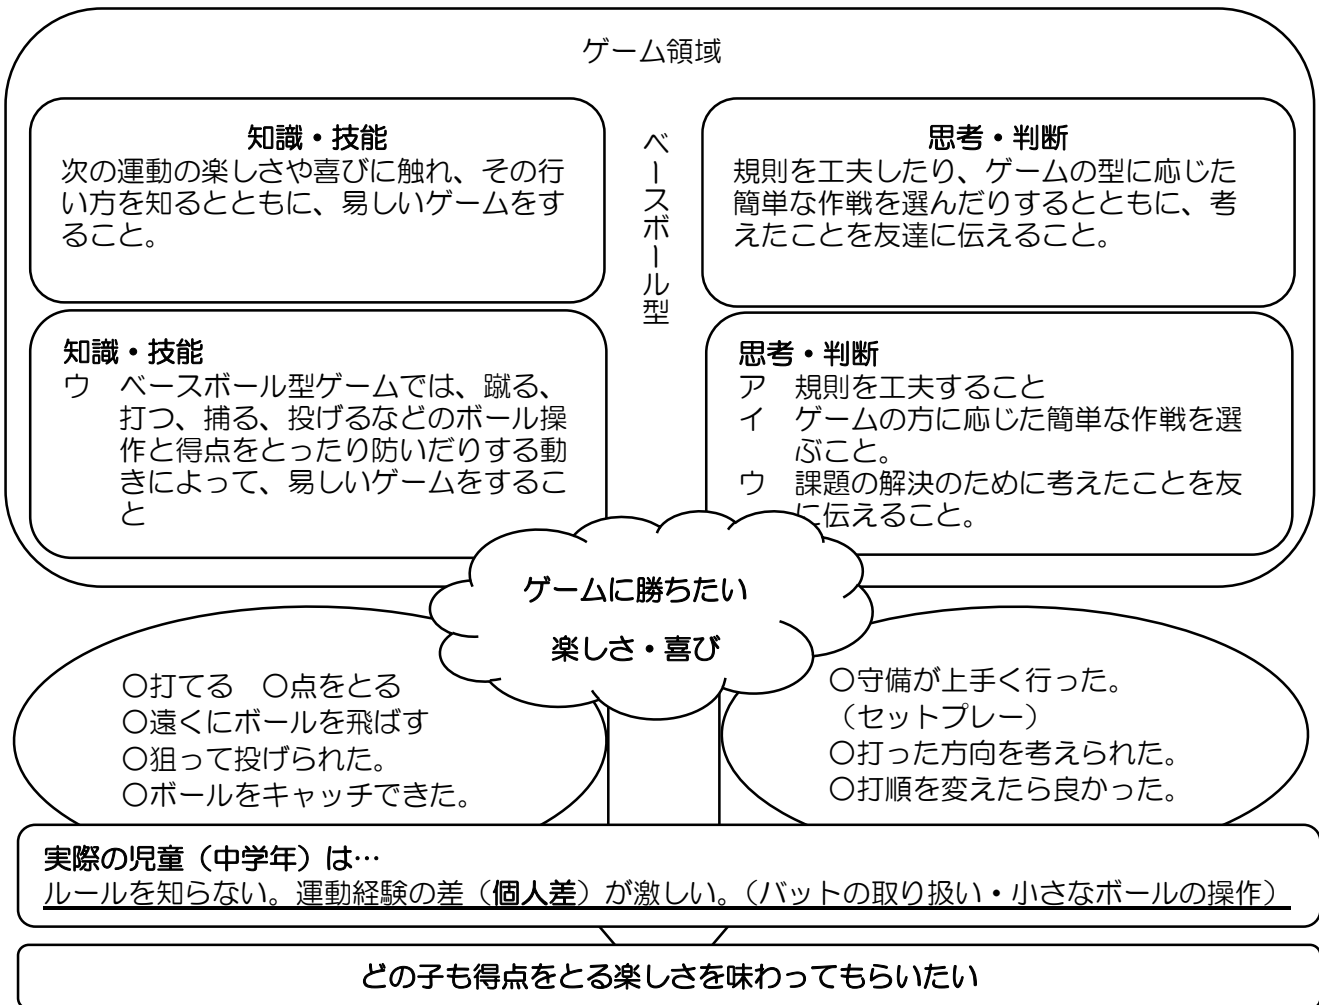 ゲーム領域
知識・技能
次の運動の楽しさや喜びに触れ、その行
い方を知るとともに、易しいゲームをす
ること。
ベースボール型
思考・判断
規則を工夫したり、ゲームの型に応じた
簡単な作戦を選んだりするとともに、考
えたことを友達に伝えること。
知識・技能
ウ　ベースボール型ゲームでは、蹴る、
打つ、捕る、投げるなどのボール操
作と得点をとったり防いだりする動
きによって、易しいゲームをするこ
と
思考・判断
ア　規則を工夫すること
イ　ゲームの方に応じた簡単な作戦を選
ぶこと。
ウ　課題の解決のために考えたことを友
に伝えること。
ゲームに勝ちたい
楽しさ・喜び
〇打てる　〇点をとる
〇遠くにボールを飛ばす
〇狙って投げられた。
〇ボールをキャッチできた。
〇守備が上手く行った。
（セットプレー）
〇打った方向を考えられた。
〇打順を変えたら良かった。
実際の児童（中学年）は…
ルールを知らない。運動経験の差（個人差）が激しい。（バットの取り扱い・小さなボールの操作）
どの子も得点をとる楽しさを味わってもらいたい